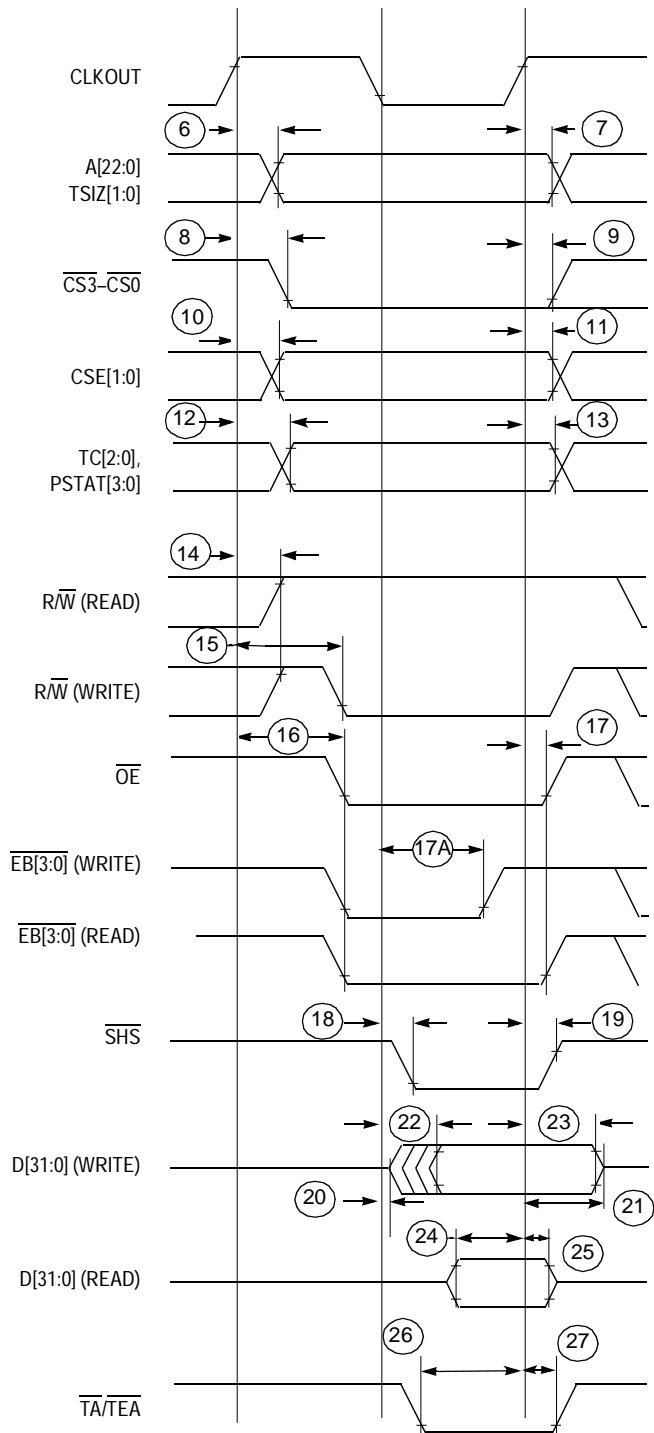 CLKOUT
6
7
A[22:0]
TSIZ[1:0]
8
9
CS3–CS0
10
11
CSE[1:0]
12
13
TC[2:0],
PSTAT[3:0]
14
R/W (READ)
15
R/W (WRITE)
16
17
OE
17A
EB[3:0] (WRITE)
EB[3:0] (READ)
18
19
SHS
22
23
D[31:0] (WRITE)
20
21
24
25
D[31:0] (READ)
26
27
TA/TEA